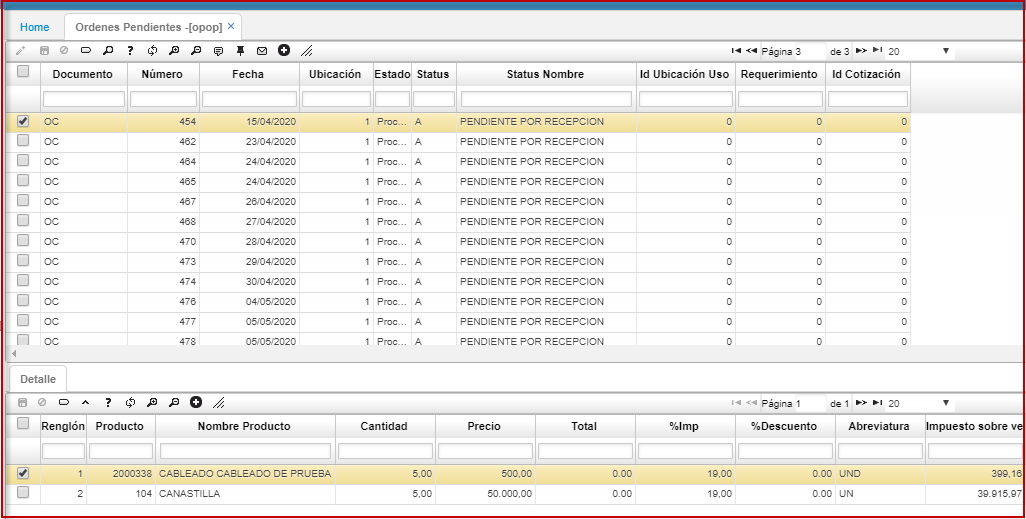 Home Ordenes Pendientes -[opop] ×
? Página 3 de 3 20
Documento Número Fecha Ubicación Estado Status Status Nombre Id Ubicación Uso Requerimiento Id Cotización
OC 454 15/04/2020 1 Proc... A PENDIENTE POR RECEPCION 0 0 0
OC 462 23/04/2020 1 Proc... A PENDIENTE POR RECEPCION 0 0 0
OC 464 24/04/2020 1 Proc... A PENDIENTE POR RECEPCION 0 0 0
OC 465 24/04/2020 1 Proc... A PENDIENTE POR RECEPCION 0 0 0
OC 467 26/04/2020 1 Proc... A PENDIENTE POR RECEPCION 0 0 0
OC 468 27/04/2020 1 Proc... A PENDIENTE POR RECEPCION 0 0 0
OC 470 28/04/2020 1 Proc... A PENDIENTE POR RECEPCION 0 0 0
OC 473 29/04/2020 1 Proc... A PENDIENTE POR RECEPCION 0 0 0
OC 474 30/04/2020 1 Proc... A PENDIENTE POR RECEPCION 0 0 0
OC 476 04/05/2020 1 Proc... A PENDIENTE POR RECEPCION 0 0 0
OC 477 05/05/2020 1 Proc... A PENDIENTE POR RECEPCION 0 0 0
OC 478 05/05/2020 1 Proc... A PENDIENTE POR RECEPCION 0 0 0
Detalle
? Página 1 de 1 20
Renglón Producto Nombre Producto Cantidad Precio Total %Imp %Descuento Abreviatura Impuesto sobre ve
1 2000338 CABLEADO CABLEADO DE PRUEBA 5,00 500,00 0.00 19,00 0.00 UND 399,16
2 104 CANASTILLA 5,00 50.000,00 0.00 19,00 0.00 UN 39.915,97